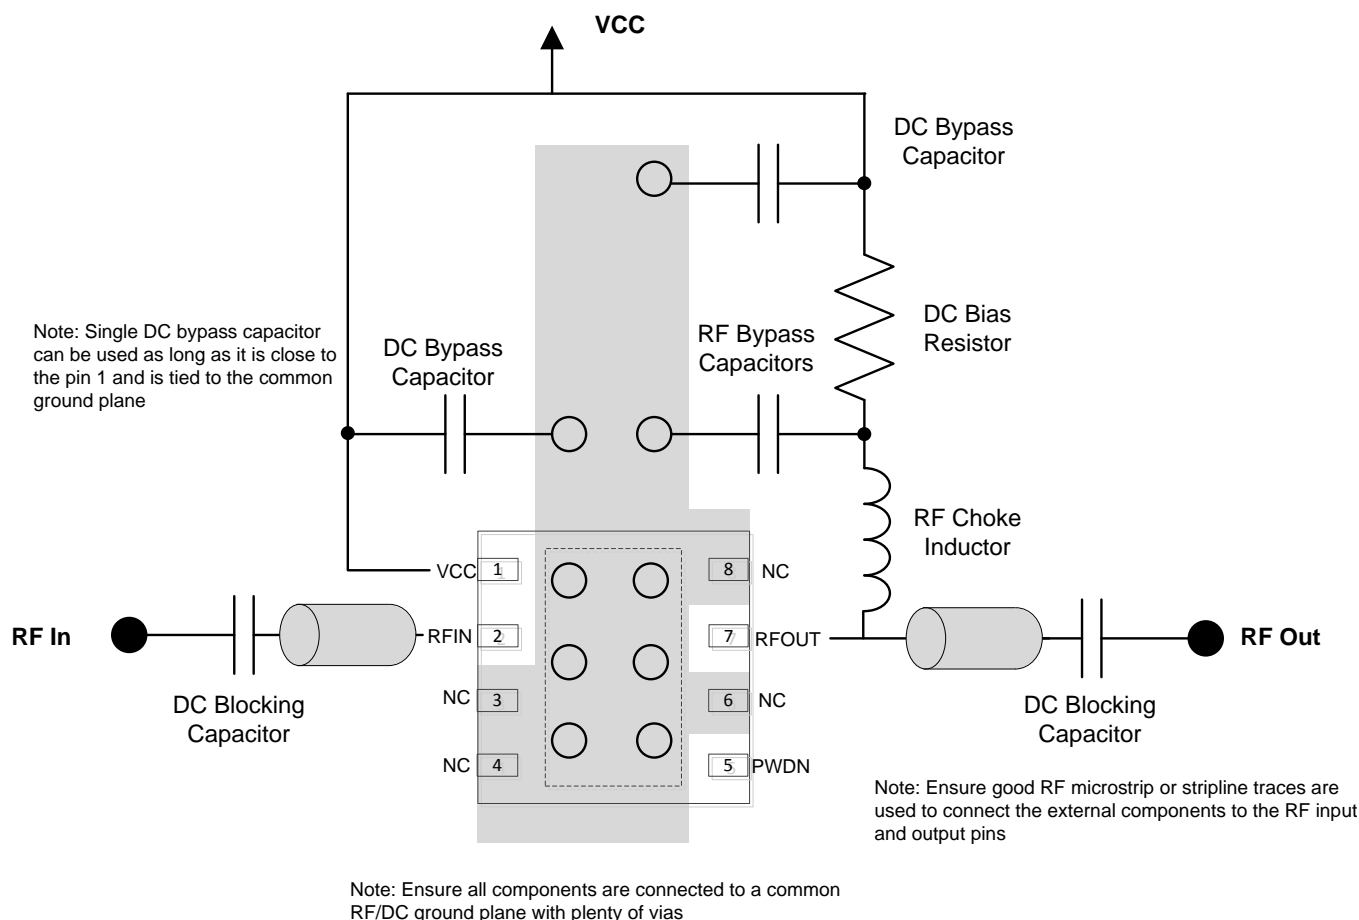 VCC
DC Bypass
Capacitor
DC Bias
Resistor
Note: Single DC bypass capacitor
can be used as long as it is close to
the pin 1 and is tied to the common
ground plane
DC Bypass
Capacitor
RF Bypass
Capacitors
RF Choke
Inductor
VCC 1
8 NC
RF In
RFIN 2
7 RFOUT
RF Out
NC 3
6 NC
DC Blocking
Capacitor
DC Blocking
Capacitor
NC 4
5 PWDN
Note: Ensure good RF microstrip or stripline traces are
used to connect the external components to the RF input
and output pins
Note: Ensure all components are connected to a common
RF/DC ground plane with plenty of vias